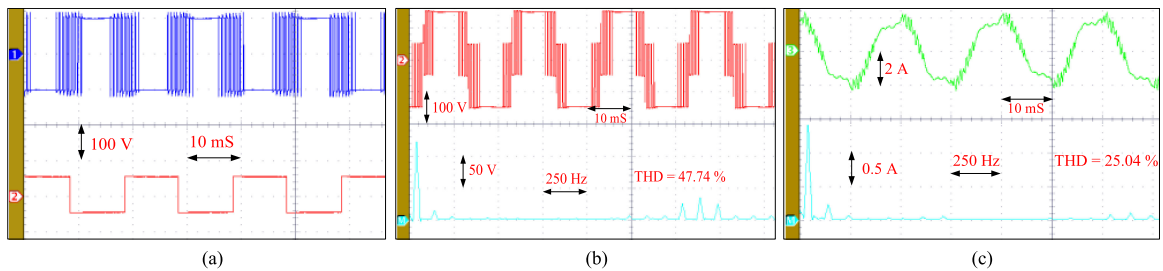 1
100 V
10 mS
2
(a)
2
100 V
10 mS
50 V
250 Hz
THD = 47.74 %
(b)
3
2 A
10 mS
0.5 A
250 Hz
THD = 25.04 %
(c)